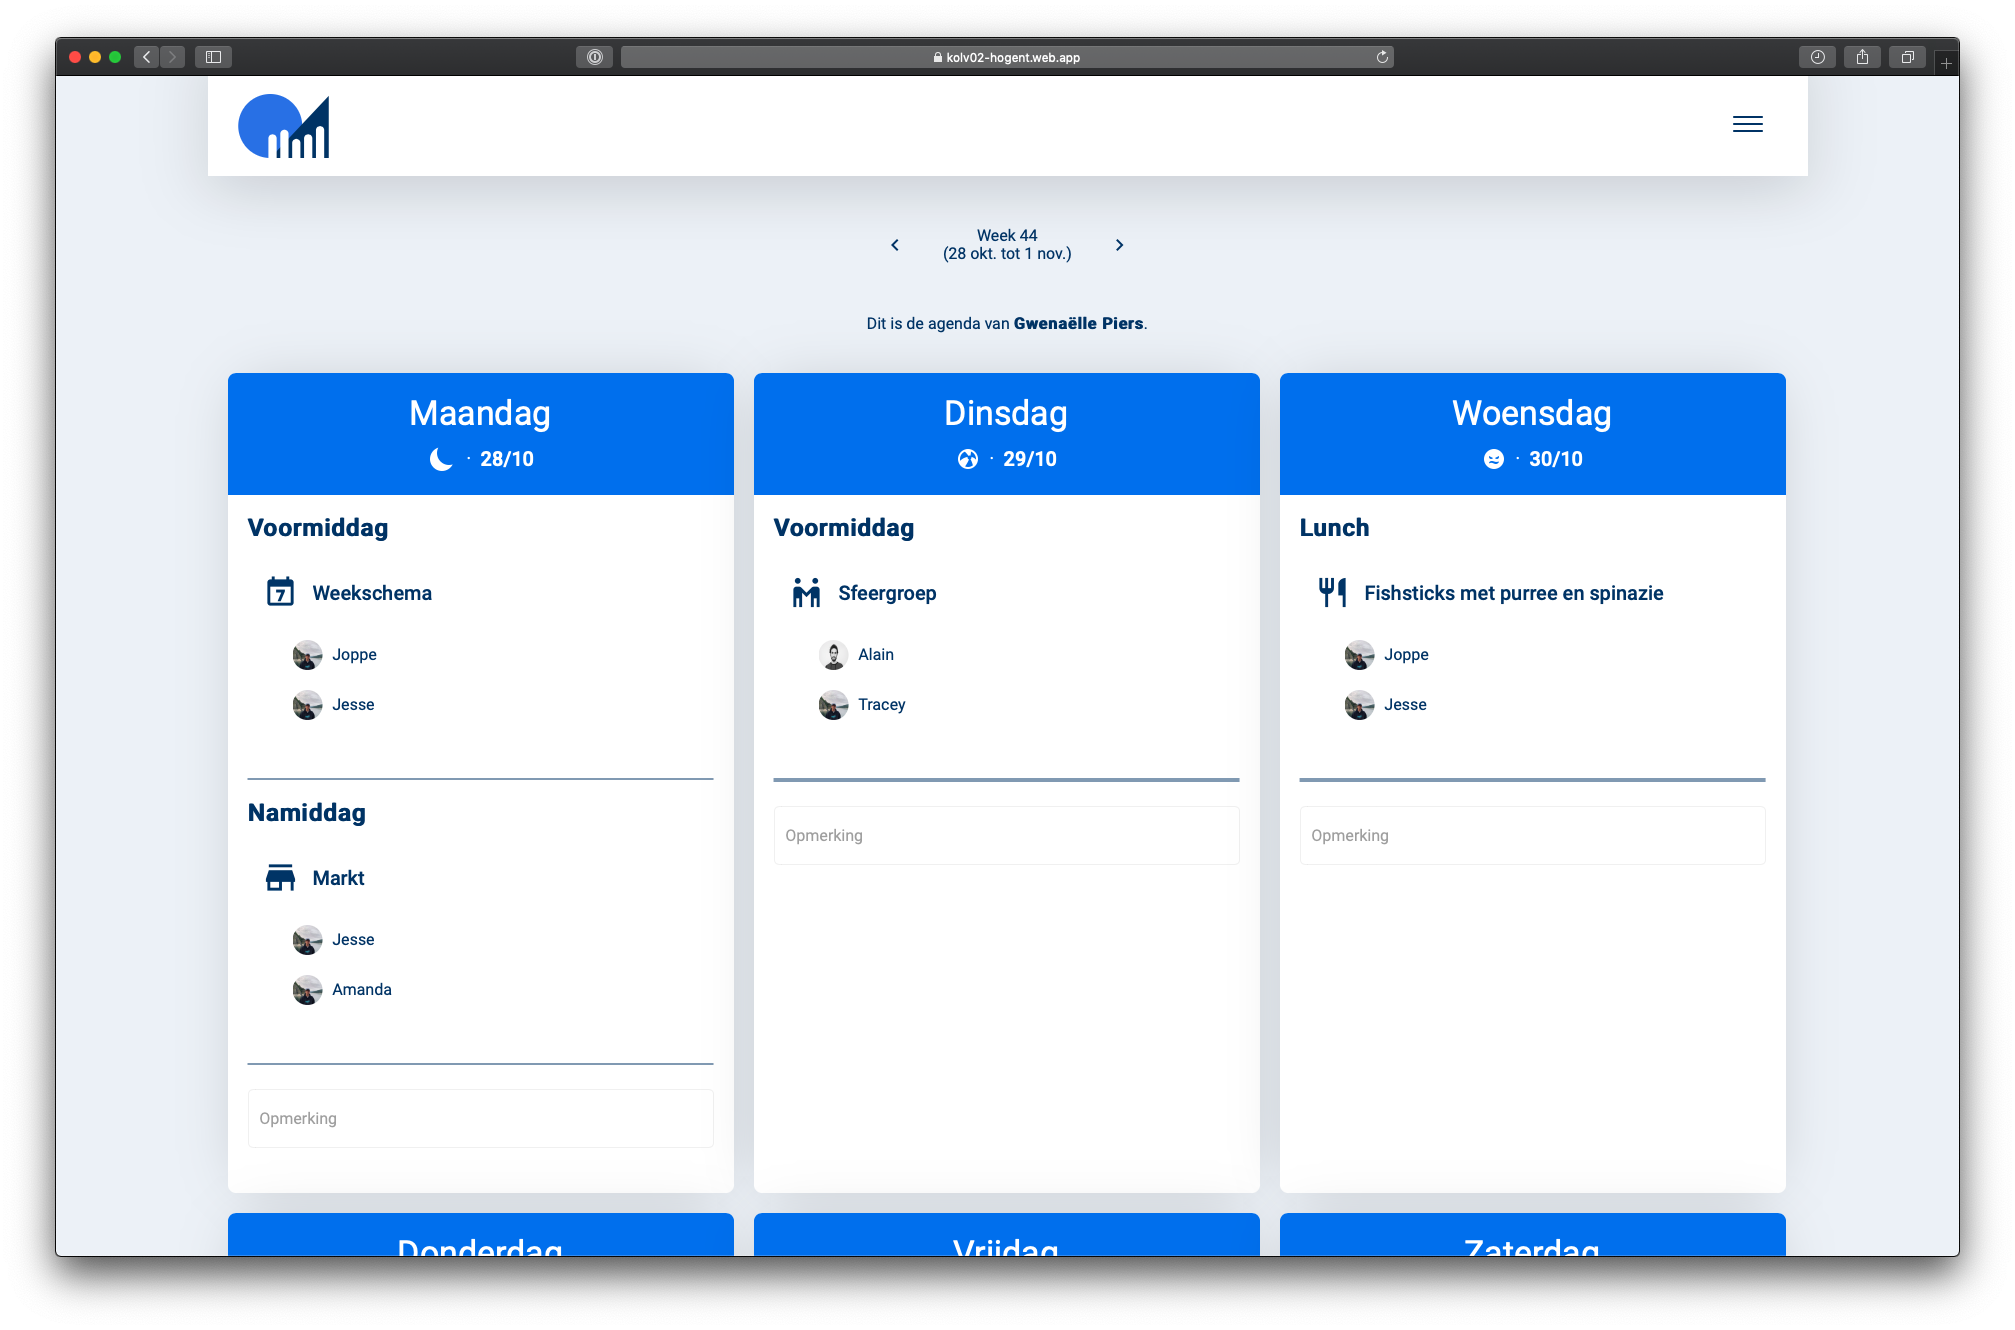 kolv02-hogent.web.app
Week 44
(28 okt. tot 1 nov.)
Dit is de agenda van Gwenaëlle Piers.
Maandag
· 28/10
Voormiddag
7
Weekschema
Joppe
Jesse
Namiddag
Markt
Jesse
Amanda
Opmerking
Dinsdag
· 29/10
Voormiddag
Sfeergroep
Alain
Tracey
Opmerking
Woensdag
· 30/10
Lunch
Fishsticks met purree en spinazie
Joppe
Jesse
Opmerking
Donderdag
Vrijdag
Zaterdag